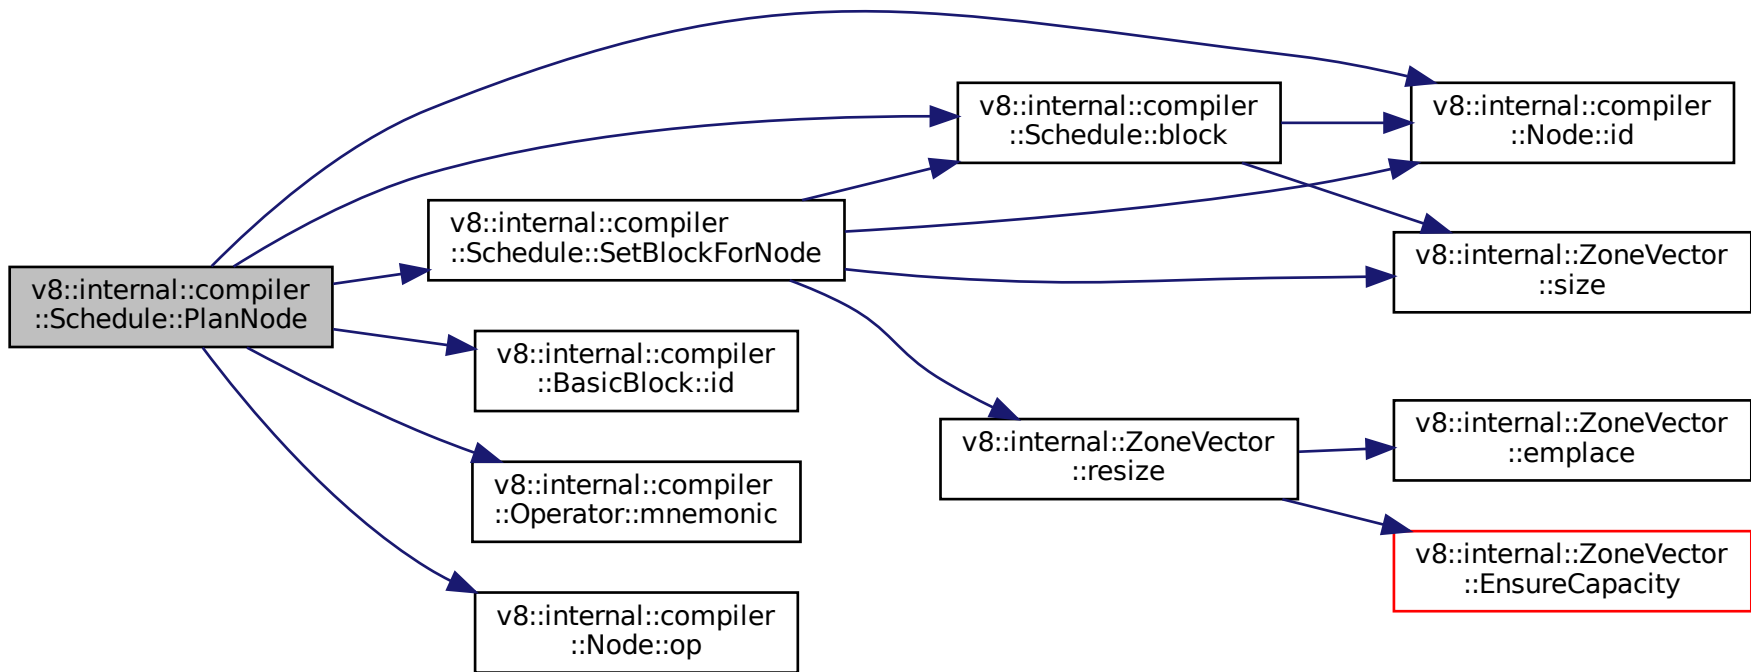 v8::internal::compiler
::Schedule::PlanNode
v8::internal::compiler
::Schedule::SetBlockForNode
v8::internal::compiler
::BasicBlock::id
v8::internal::compiler
::Operator::mnemonic
v8::internal::compiler
::Node::op
v8::internal::compiler
::Schedule::block
v8::internal::ZoneVector
::resize
v8::internal::compiler
::Node::id
v8::internal::ZoneVector
::size
v8::internal::ZoneVector
::emplace
v8::internal::ZoneVector
::EnsureCapacity